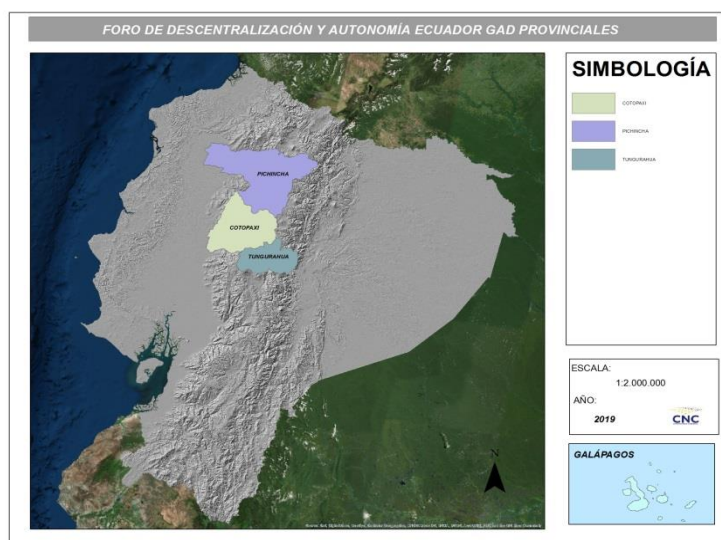 FORO DE DESCENTRALIZACIÓN Y AUTONOMÍA ECUADOR GAD PROVINCIALES
PICHINCHA
COTOPAXI
TUNGURAHUA
N
SIMBOLOGÍA
COTOPAXI
PICHINCHA
TUNGURAHUA
ESCALA:
1:2.000.000
AÑO:
2019
CNC
GALÁPAGOS